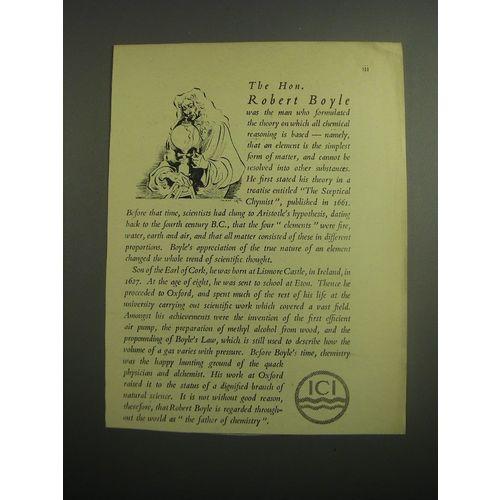 The Hon.
Robert Boyle
was the man who formulated
the theory on which all chemical
reasoning is based — namely,
that an element is the simplest
form of matter, and cannot be
resolved into other substances.
He first stated his theory in a
treatise entitled "The Sceptical
Chymist", published in 1661.
Before that time, scientists had clung to Aristotle's hypothesis, dating
back to the fourth century B.C., that the four "elements" were fire,
water, earth and air, and that all matter consisted of these in different
proportions. Boyle's appreciation of the true nature of an element
changed the whole trend of scientific thought.
Son of the Earl of Cork, he was born at Lismore Castle, in Ireland, in
1627. At the age of eight, he was sent to school at Eton. Thence he
proceeded to Oxford, and spent much of the rest of his life at the
university carrying out scientific work which covered a vast field.
Amongst his achievements were the invention of the first efficient
air pump, the preparation of methyl alcohol from wood, and the
propounding of Boyle's Law, which is still used to describe how the
volume of a gas varies with pressure. Before Boyle's time, chemistry
was the happy hunting ground of the quack
physician and alchemist. His work at Oxford
raised it to the status of a dignified branch of
natural science. It is not without good reason,
therefore, that Robert Boyle is regarded through-
out the world as "the father of chemistry".
ICI